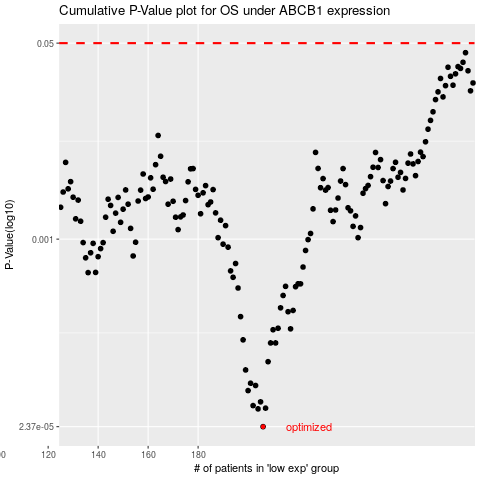 Cumulative P-Value plot for OS under ABCB1 expression
0.05
P-Value(log10)
0.001
2.37e-05
optimized
00 120 140 160 180
# of patients in 'low exp' group